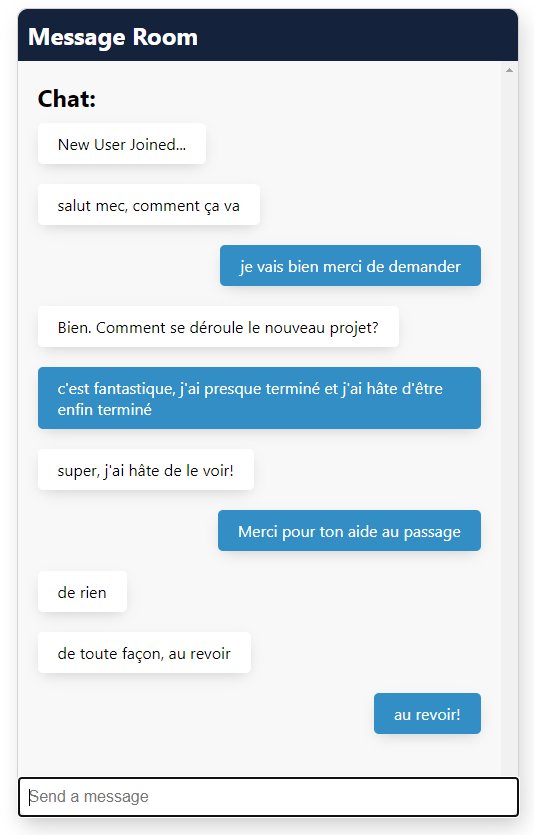 Message Room
Chat:
New User Joined...
salut mec, comment ça va
je vais bien merci de demander
Bien. Comment se déroule le nouveau projet?
c'est fantastique, j'ai presque terminé et j'ai hâte d'être
enfin terminé
super, j'ai hâte de le voir!
Merci pour ton aide au passage
de rien
de toute façon, au revoir
au revoir!
Send a message